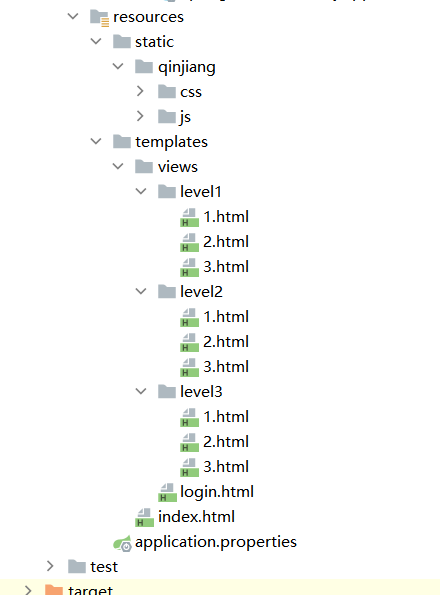 resources
static
qinjiang
css
js
templates
views
level1
1.html
2.html
3.html
level2
1.html
2.html
3.html
level3
1.html
2.html
3.html
login.html
index.html
application.properties
test
target